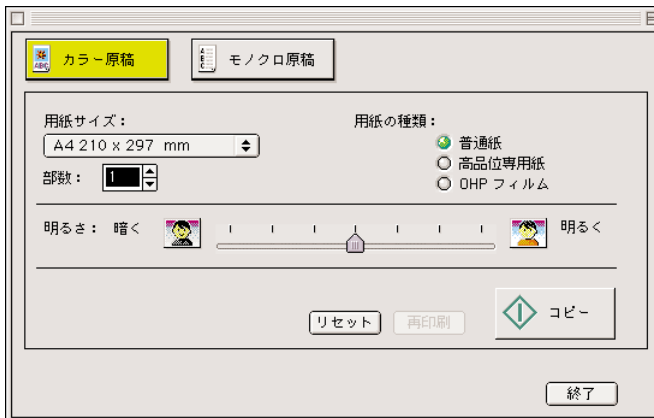 カラー原稿 モノクロ原稿
用紙サイズ： 用紙の種類：
A4 210 x 297 mm 普通紙
高品位専用紙
部数： 1 OHP フィルム
明るさ： 暗く 明るく
リセット 再印刷 コピー
終了